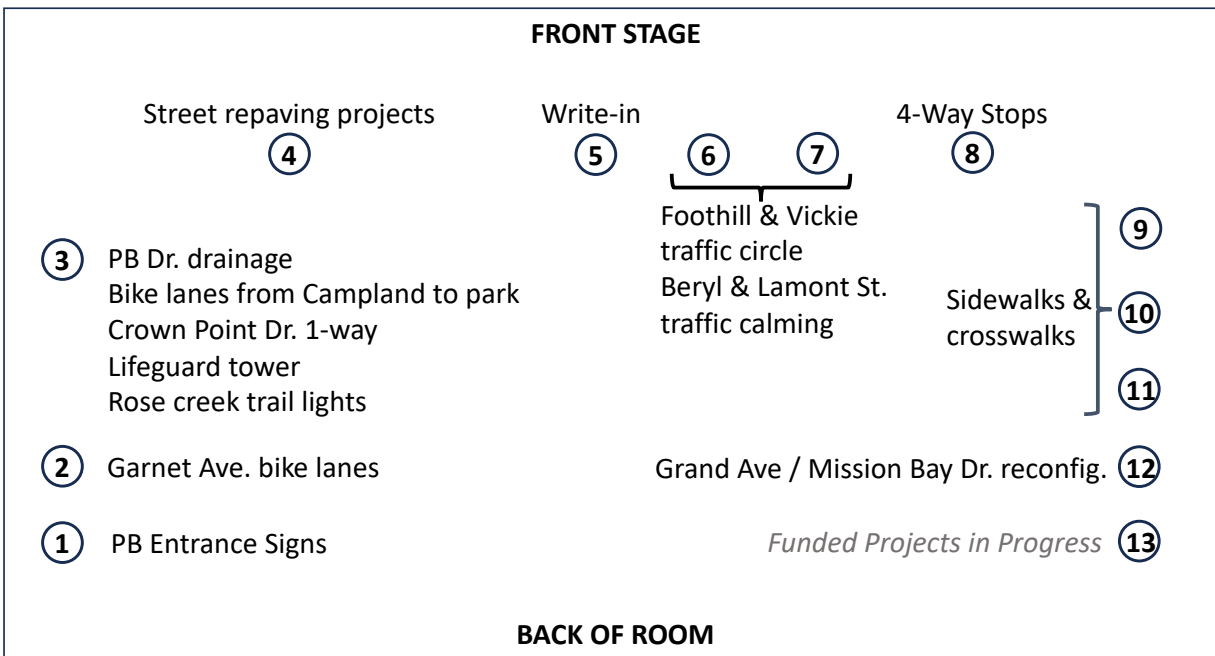 FRONT STAGE
Street repaving projects
4
Write-in
5
6
7
4-Way Stops
8
Foothill & Vickie
traffic circle
Beryl & Lamont St.
traffic calming
3
PB Dr. drainage
Bike lanes from Campland to park
Crown Point Dr. 1-way
Lifeguard tower
Rose creek trail lights
Sidewalks &
crosswalks
9
10
11
2 Garnet Ave. bike lanes
Grand Ave / Mission Bay Dr. reconfig. 12
1 PB Entrance Signs
Funded Projects in Progress 13
BACK OF ROOM